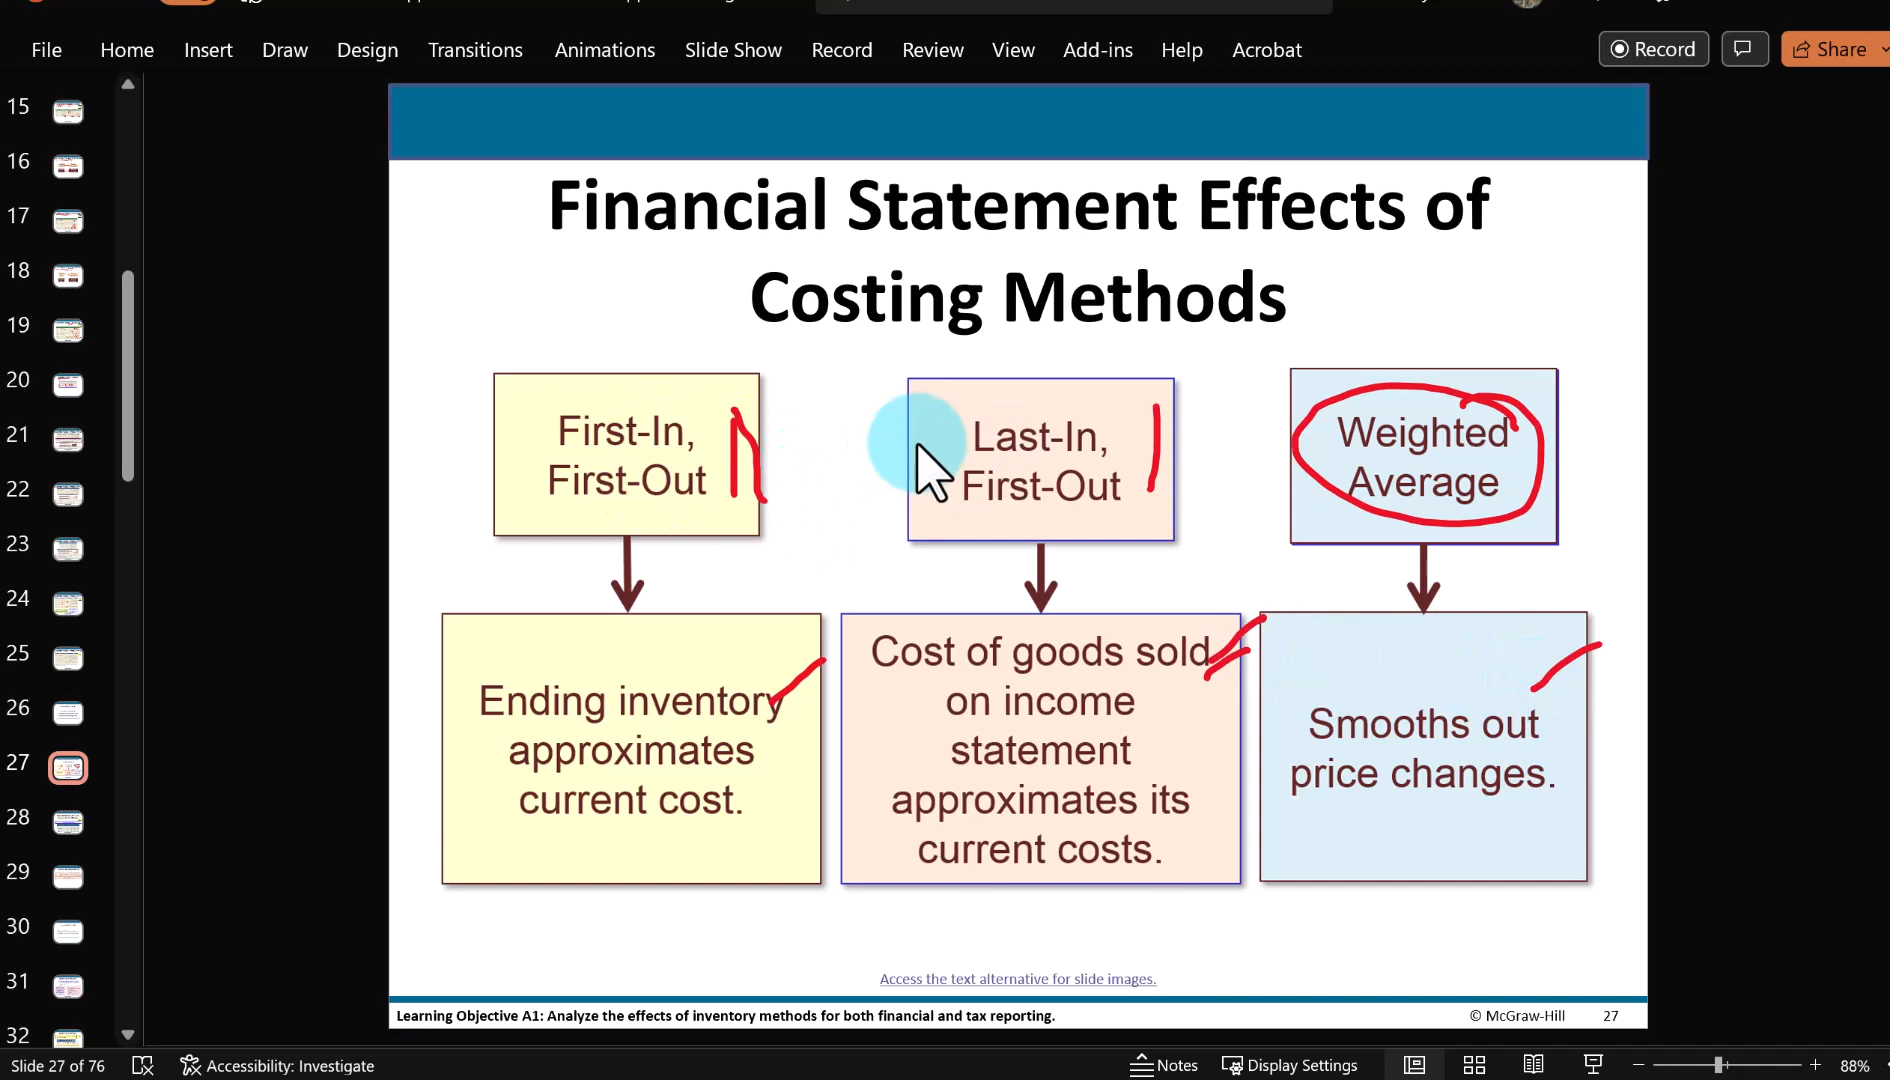 File Home Insert Draw Design Transitions Animations Slide Show Record Review View Add-ins Help Acrobat Record Share
15
16
17
18
19
20
21
22
23
24
25
26
27
28
29
30
31
32
Financial Statement Effects of
Costing Methods
First-In,
First-Out
Last-In,
First-Out
Weighted
Average
Ending inventory
approximates
current cost.
Cost of goods sold
on income
statement
approximates its
current costs.
Smooths out
price changes.
Access the text alternative for slide images.
Learning Objective A1: Analyze the effects of inventory methods for both financial and tax reporting. © McGraw-Hill 27
Slide 27 of 76 Accessibility: Investigate Notes Display Settings 88%